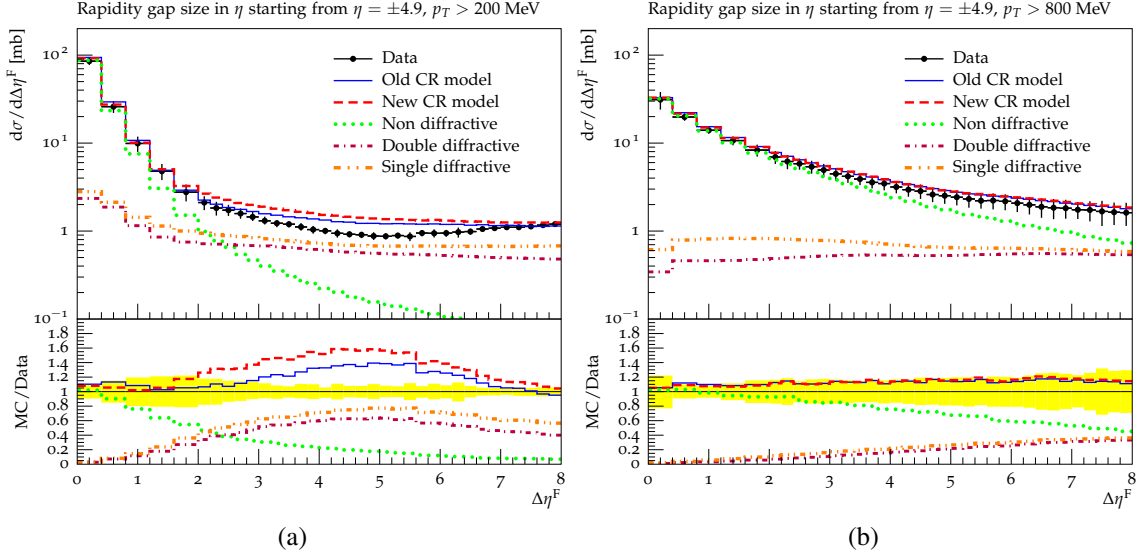 Rapidity gap size in η starting from η = ±4.9, p_T > 200 MeV
dσ/dΔη^F [mb]
10^2
10^1
1
10^−1
Data
Old CR model
New CR model
Non diffractive
Double diffractive
Single diffractive
MC/Data
1.8
1.6
1.4
1.2
1
0.8
0.6
0.4
0.2
0
0 1 2 3 4 5 6 7 8
Δη^F
(a)
Rapidity gap size in η starting from η = ±4.9, p_T > 800 MeV
dσ/dΔη^F [mb]
10^2
10^1
1
10^−1
Data
Old CR model
New CR model
Non diffractive
Double diffractive
Single diffractive
MC/Data
1.8
1.6
1.4
1.2
1
0.8
0.6
0.4
0.2
0
0 1 2 3 4 5 6 7 8
Δη^F
(b)